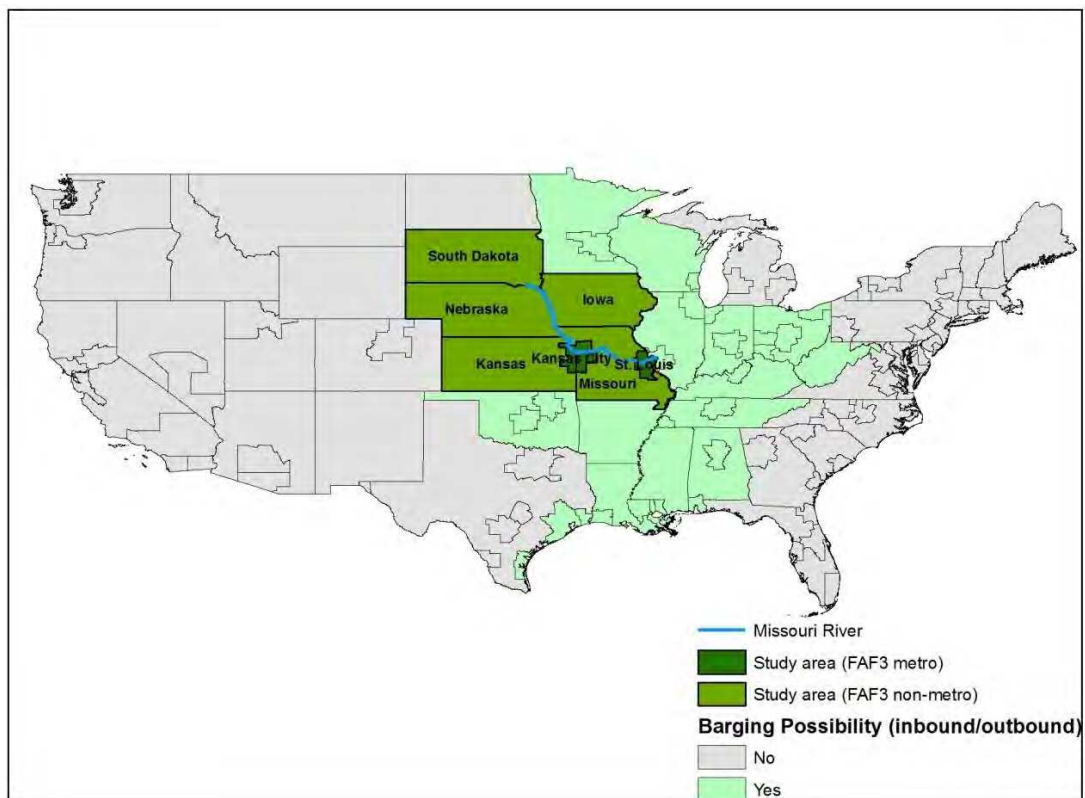 South Dakota
Nebraska
Iowa
Kansas
Kansas City
St. Louis
Missouri
Missouri River
Study area (FAF3 metro)
Study area (FAF3 non-metro)
Barging Possibility (inbound/outbound)
No
Yes